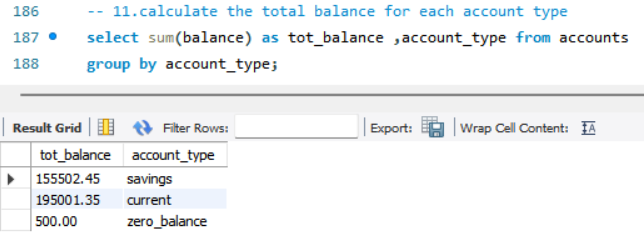 186 -- 11.calculate the total balance for each account type
187 select sum(balance) as tot_balance ,account_type from accounts
188 group by account_type;
Result Grid Filter Rows: Export: Wrap Cell Content: IA
tot_balance account_type
155502.45 savings
195001.35 current
500.00 zero_balance